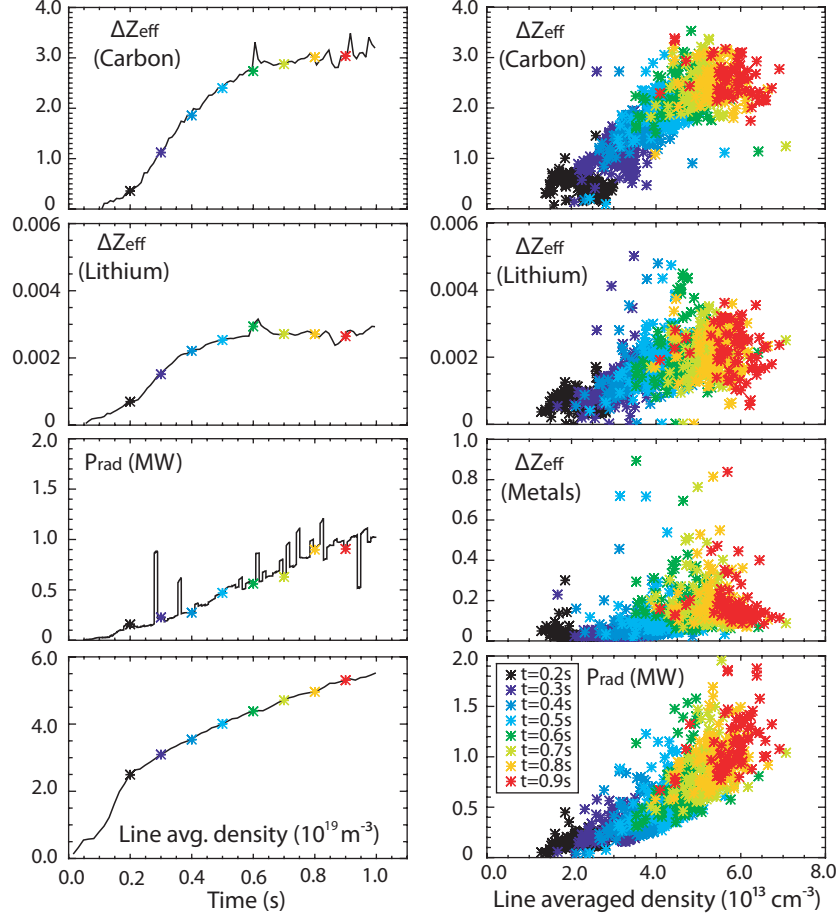 4.0
3.0
2.0
1.0
0
ΔZeff
(Carbon)
0.006
0.004
0.002
0
ΔZeff
(Lithium)
2.0
1.5
1.0
0.5
0
Prad (MW)
6.0
4.0
2.0
0.0
Line avg. density (10¹⁹ m⁻³)
0.0 0.2 0.4 0.6 0.8 1.0
Time (s)
4.0
3.0
2.0
1.0
0
ΔZeff
(Carbon)
0.006
0.004
0.002
0
ΔZeff
(Lithium)
1.0
0.8
0.6
0.4
0.2
0
ΔZeff
(Metals)
2.0
1.5
1.0
0.5
0
Prad (MW)
t=0.2s
t=0.3s
t=0.4s
t=0.5s
t=0.6s
t=0.7s
t=0.8s
t=0.9s
0 2.0 4.0 6.0 8.0
Line averaged density (10¹³ cm⁻³)